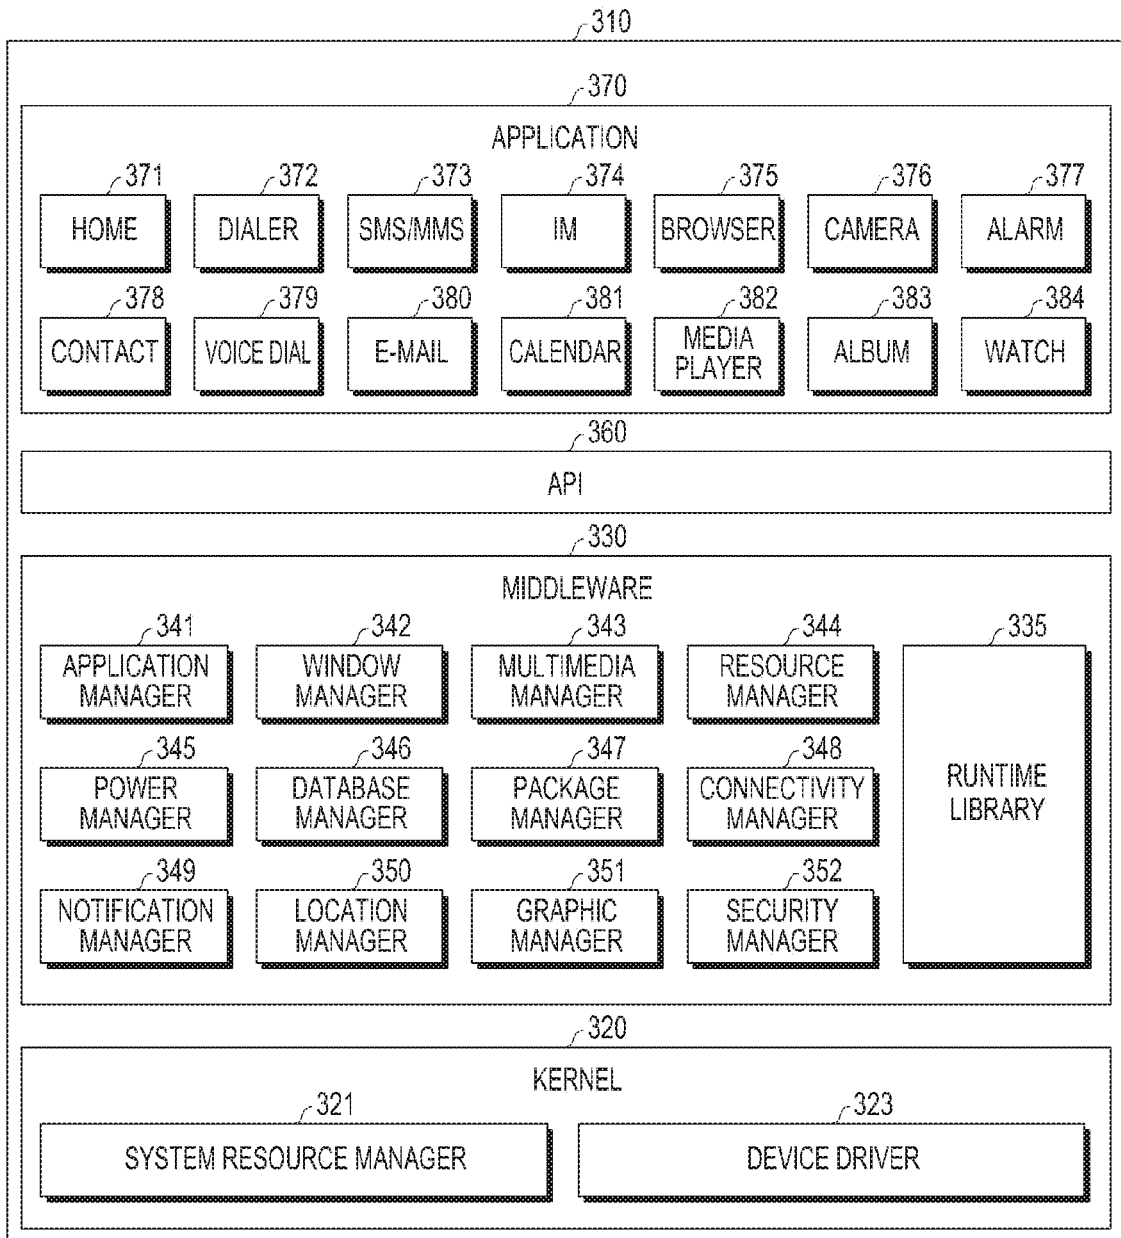 310
370
APPLICATION
371 372 373 374 375 376 377
HOME DIALER SMS/MMS IM BROWSER CAMERA ALARM
378 379 380 381 382 383 384
CONTACT VOICE DIAL E-MAIL CALENDAR MEDIA PLAYER ALBUM WATCH
360
API
330
MIDDLEWARE
341 342 343 344 335
APPLICATION MANAGER WINDOW MANAGER MULTIMEDIA MANAGER RESOURCE MANAGER
345 346 347 348
POWER MANAGER DATABASE MANAGER PACKAGE MANAGER CONNECTIVITY MANAGER RUNTIME LIBRARY
349 350 351 352
NOTIFICATION MANAGER LOCATION MANAGER GRAPHIC MANAGER SECURITY MANAGER
320
KERNEL
321 323
SYSTEM RESOURCE MANAGER DEVICE DRIVER